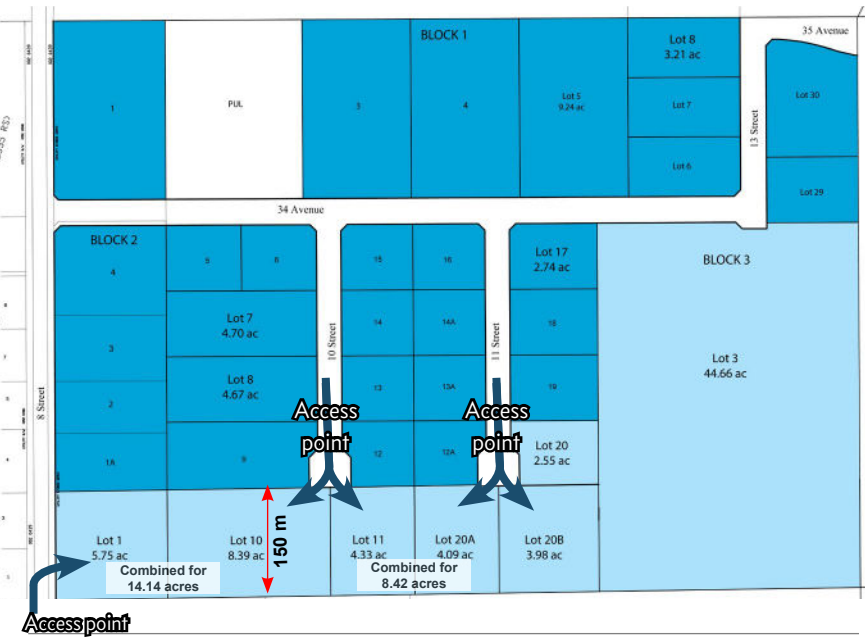 35 Avenue
BLOCK 1
Lot 8
3.21 ac
1
PUL
3
4
Lot 5
9.24 ac
Lot 7
Lot 6
13 Street
Lot 30
Lot 29
34 Avenue
BLOCK 2
4
3
2
1A
8 Street
5
6
Lot 7
4.70 ac
Lot 8
4.67 ac
9
10 Street
15
16
14
14A
13
13A
12
12A
11 Street
Lot 17
2.74 ac
18
19
Lot 20
2.55 ac
BLOCK 3
Lot 3
44.66 ac
Access
point
Access
point
Lot 1
5.75 ac
Lot 10
8.39 ac
Combined for
14.14 acres
150 m
Lot 11
4.33 ac
Lot 20A
4.09 ac
Combined for
8.42 acres
Lot 20B
3.98 ac
Access point